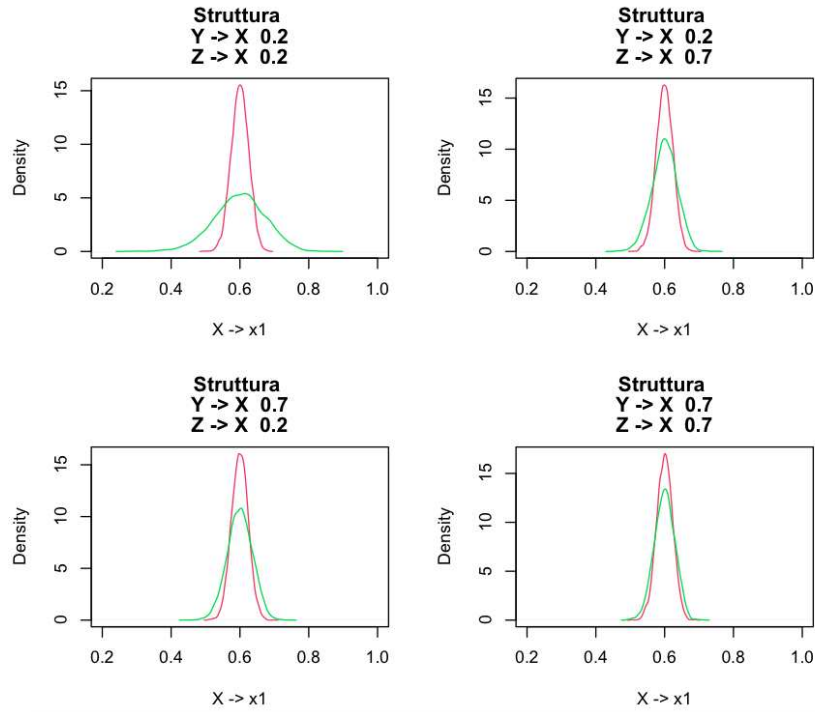 Struttura
Y -> X  0.2
Z -> X  0.2
Density
0
5
10
15
0.2 0.4 0.6 0.8 1.0
X -> x1
Struttura
Y -> X  0.2
Z -> X  0.7
Density
0
5
10
15
0.2 0.4 0.6 0.8 1.0
X -> x1
Struttura
Y -> X  0.7
Z -> X  0.2
Density
0
5
10
15
0.2 0.4 0.6 0.8 1.0
X -> x1
Struttura
Y -> X  0.7
Z -> X  0.7
Density
0
5
10
15
0.2 0.4 0.6 0.8 1.0
X -> x1